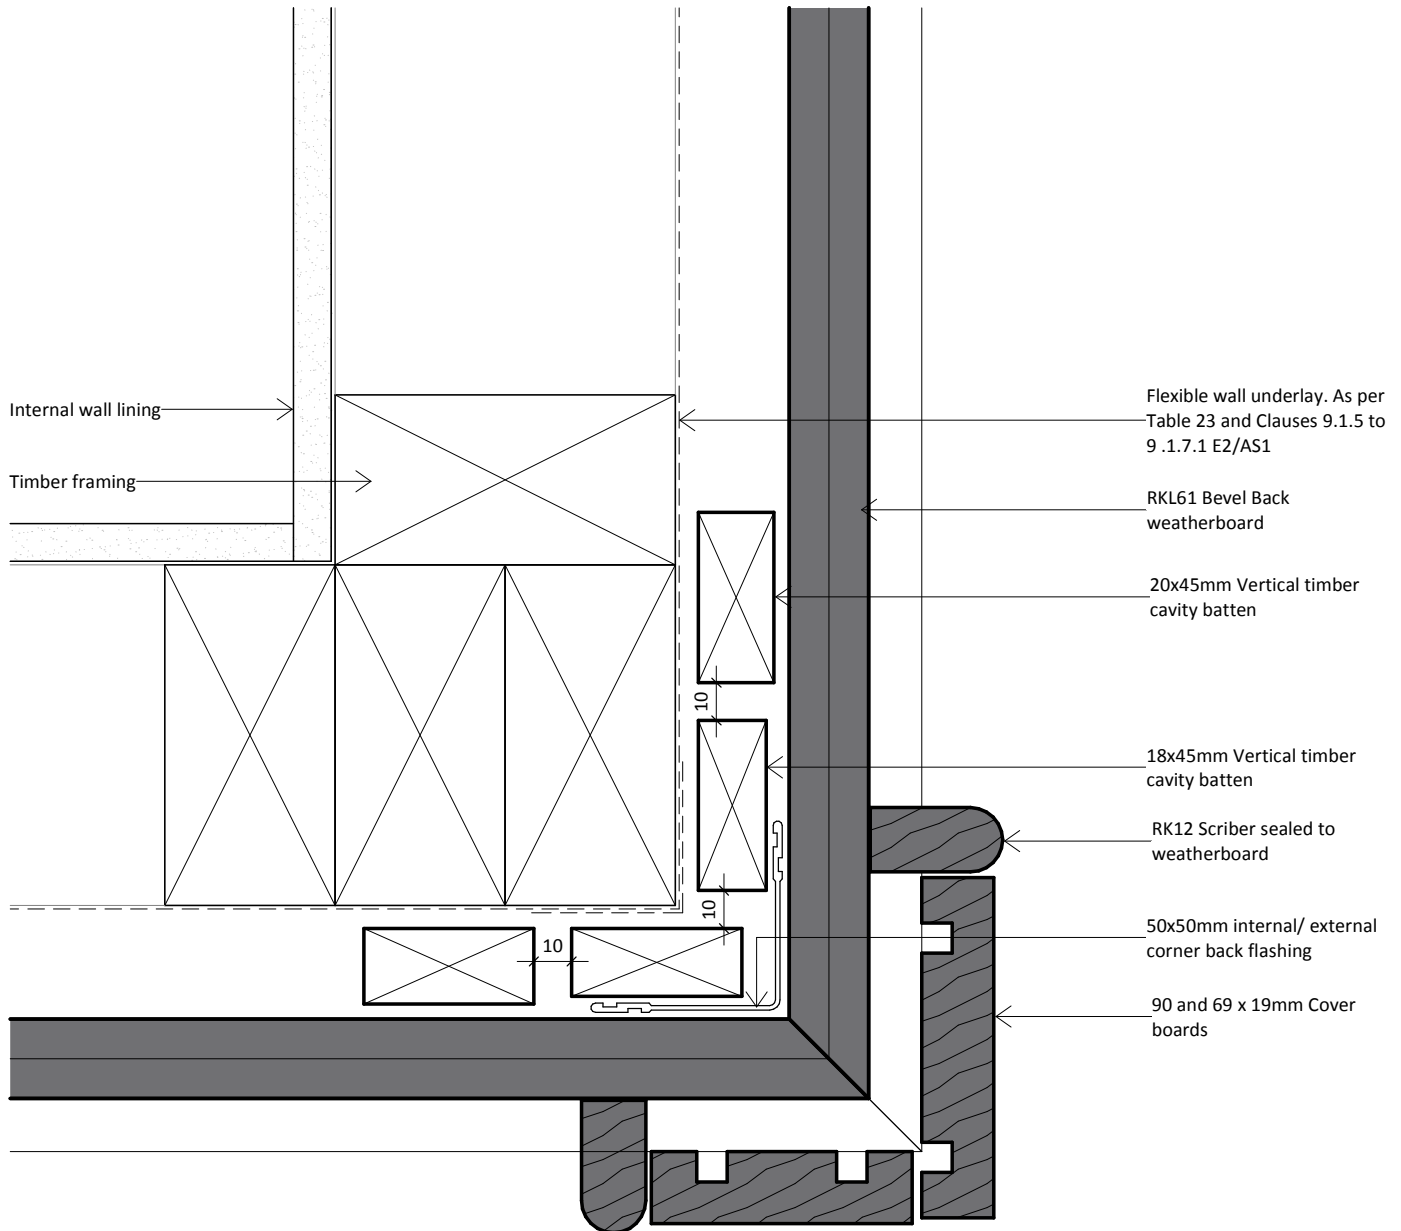 Internal wall lining
Timber framing
Flexible wall underlay. As per
Table 23 and Clauses 9.1.5 to
9 .1.7.1 E2/AS1
RKL61 Bevel Back
weatherboard
20x45mm Vertical timber
cavity batten
10
18x45mm Vertical timber
cavity batten
RK12 Scriber sealed to
weatherboard
10
10
50x50mm internal/ external
corner back flashing
90 and 69 x 19mm Cover
boards